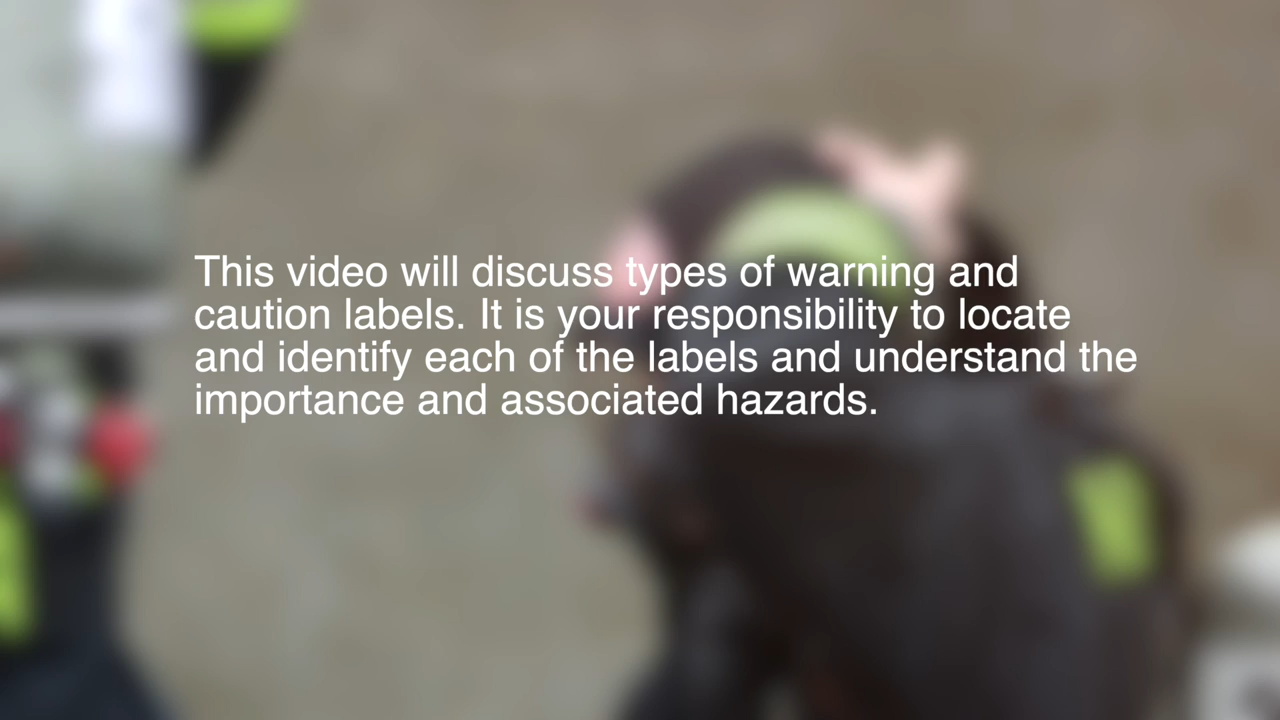 This video will discuss types of warning and
caution labels. It is your responsibility to locate
and identify each of the labels and understand the
importance and associated hazards.